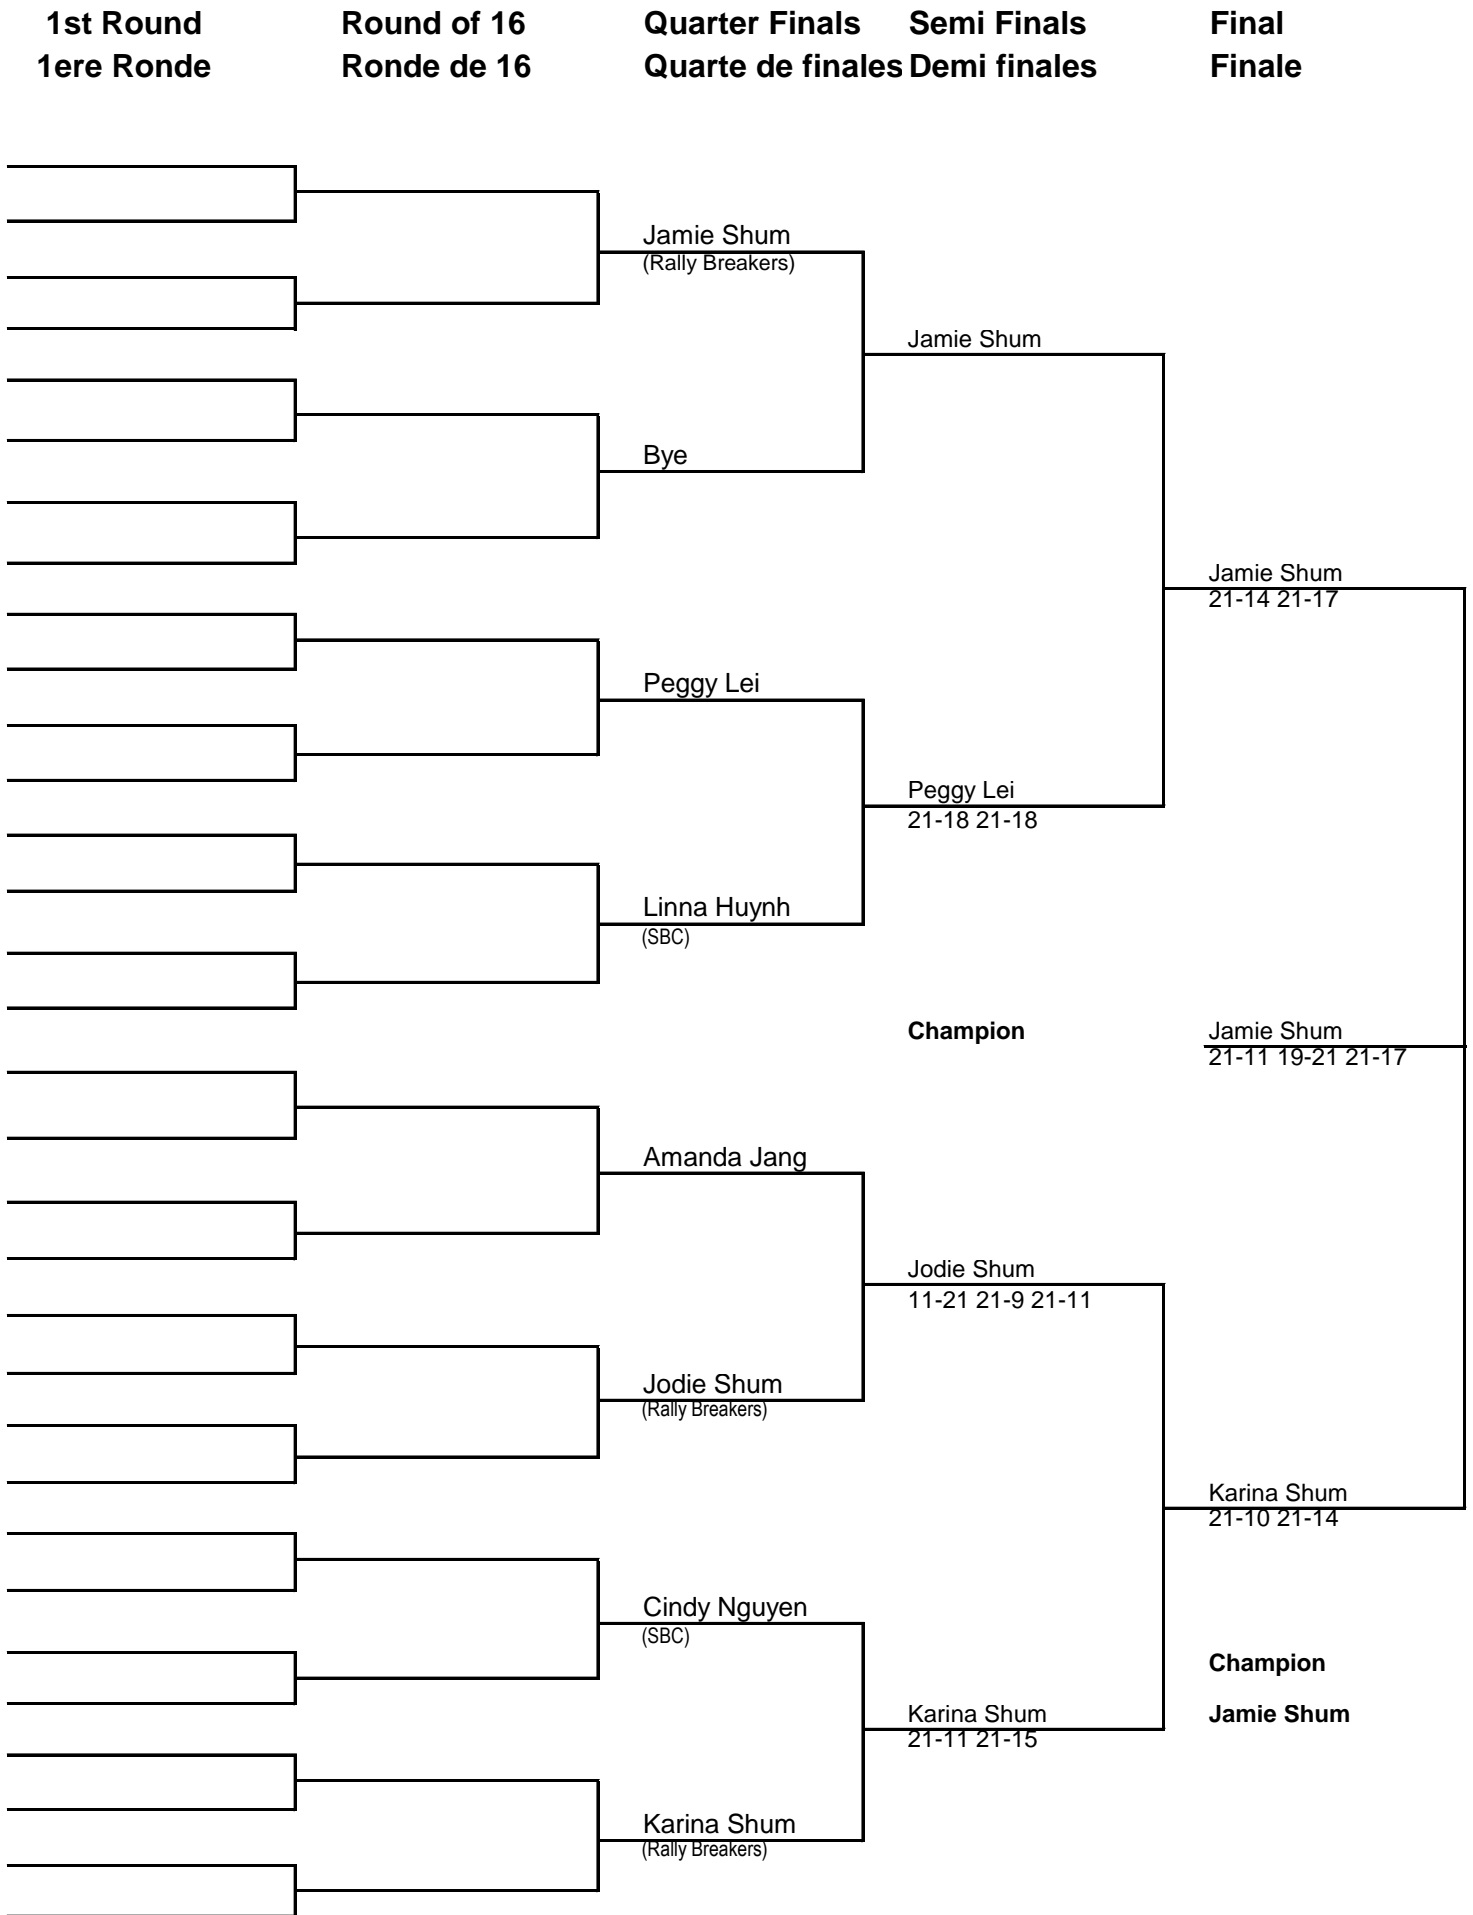 1st Round
Round of 16
Quarter Finals
Semi Finals
Final
1ere Ronde
Ronde de 16
Quarte de finales
Demi finales
Finale
Jamie Shum
(Rally Breakers)
Jamie Shum
Bye
Jamie Shum
21-14 21-17
Peggy Lei
Peggy Lei
21-18 21-18
Linna Huynh
(SBC)
Champion
Jamie Shum
21-11 19-21 21-17
Amanda Jang
Jodie Shum
11-21 21-9 21-11
Jodie Shum
(Rally Breakers)
Karina Shum
21-10 21-14
Cindy Nguyen
(SBC)
Champion
Karina Shum
21-11 21-15
Jamie Shum
Karina Shum
(Rally Breakers)